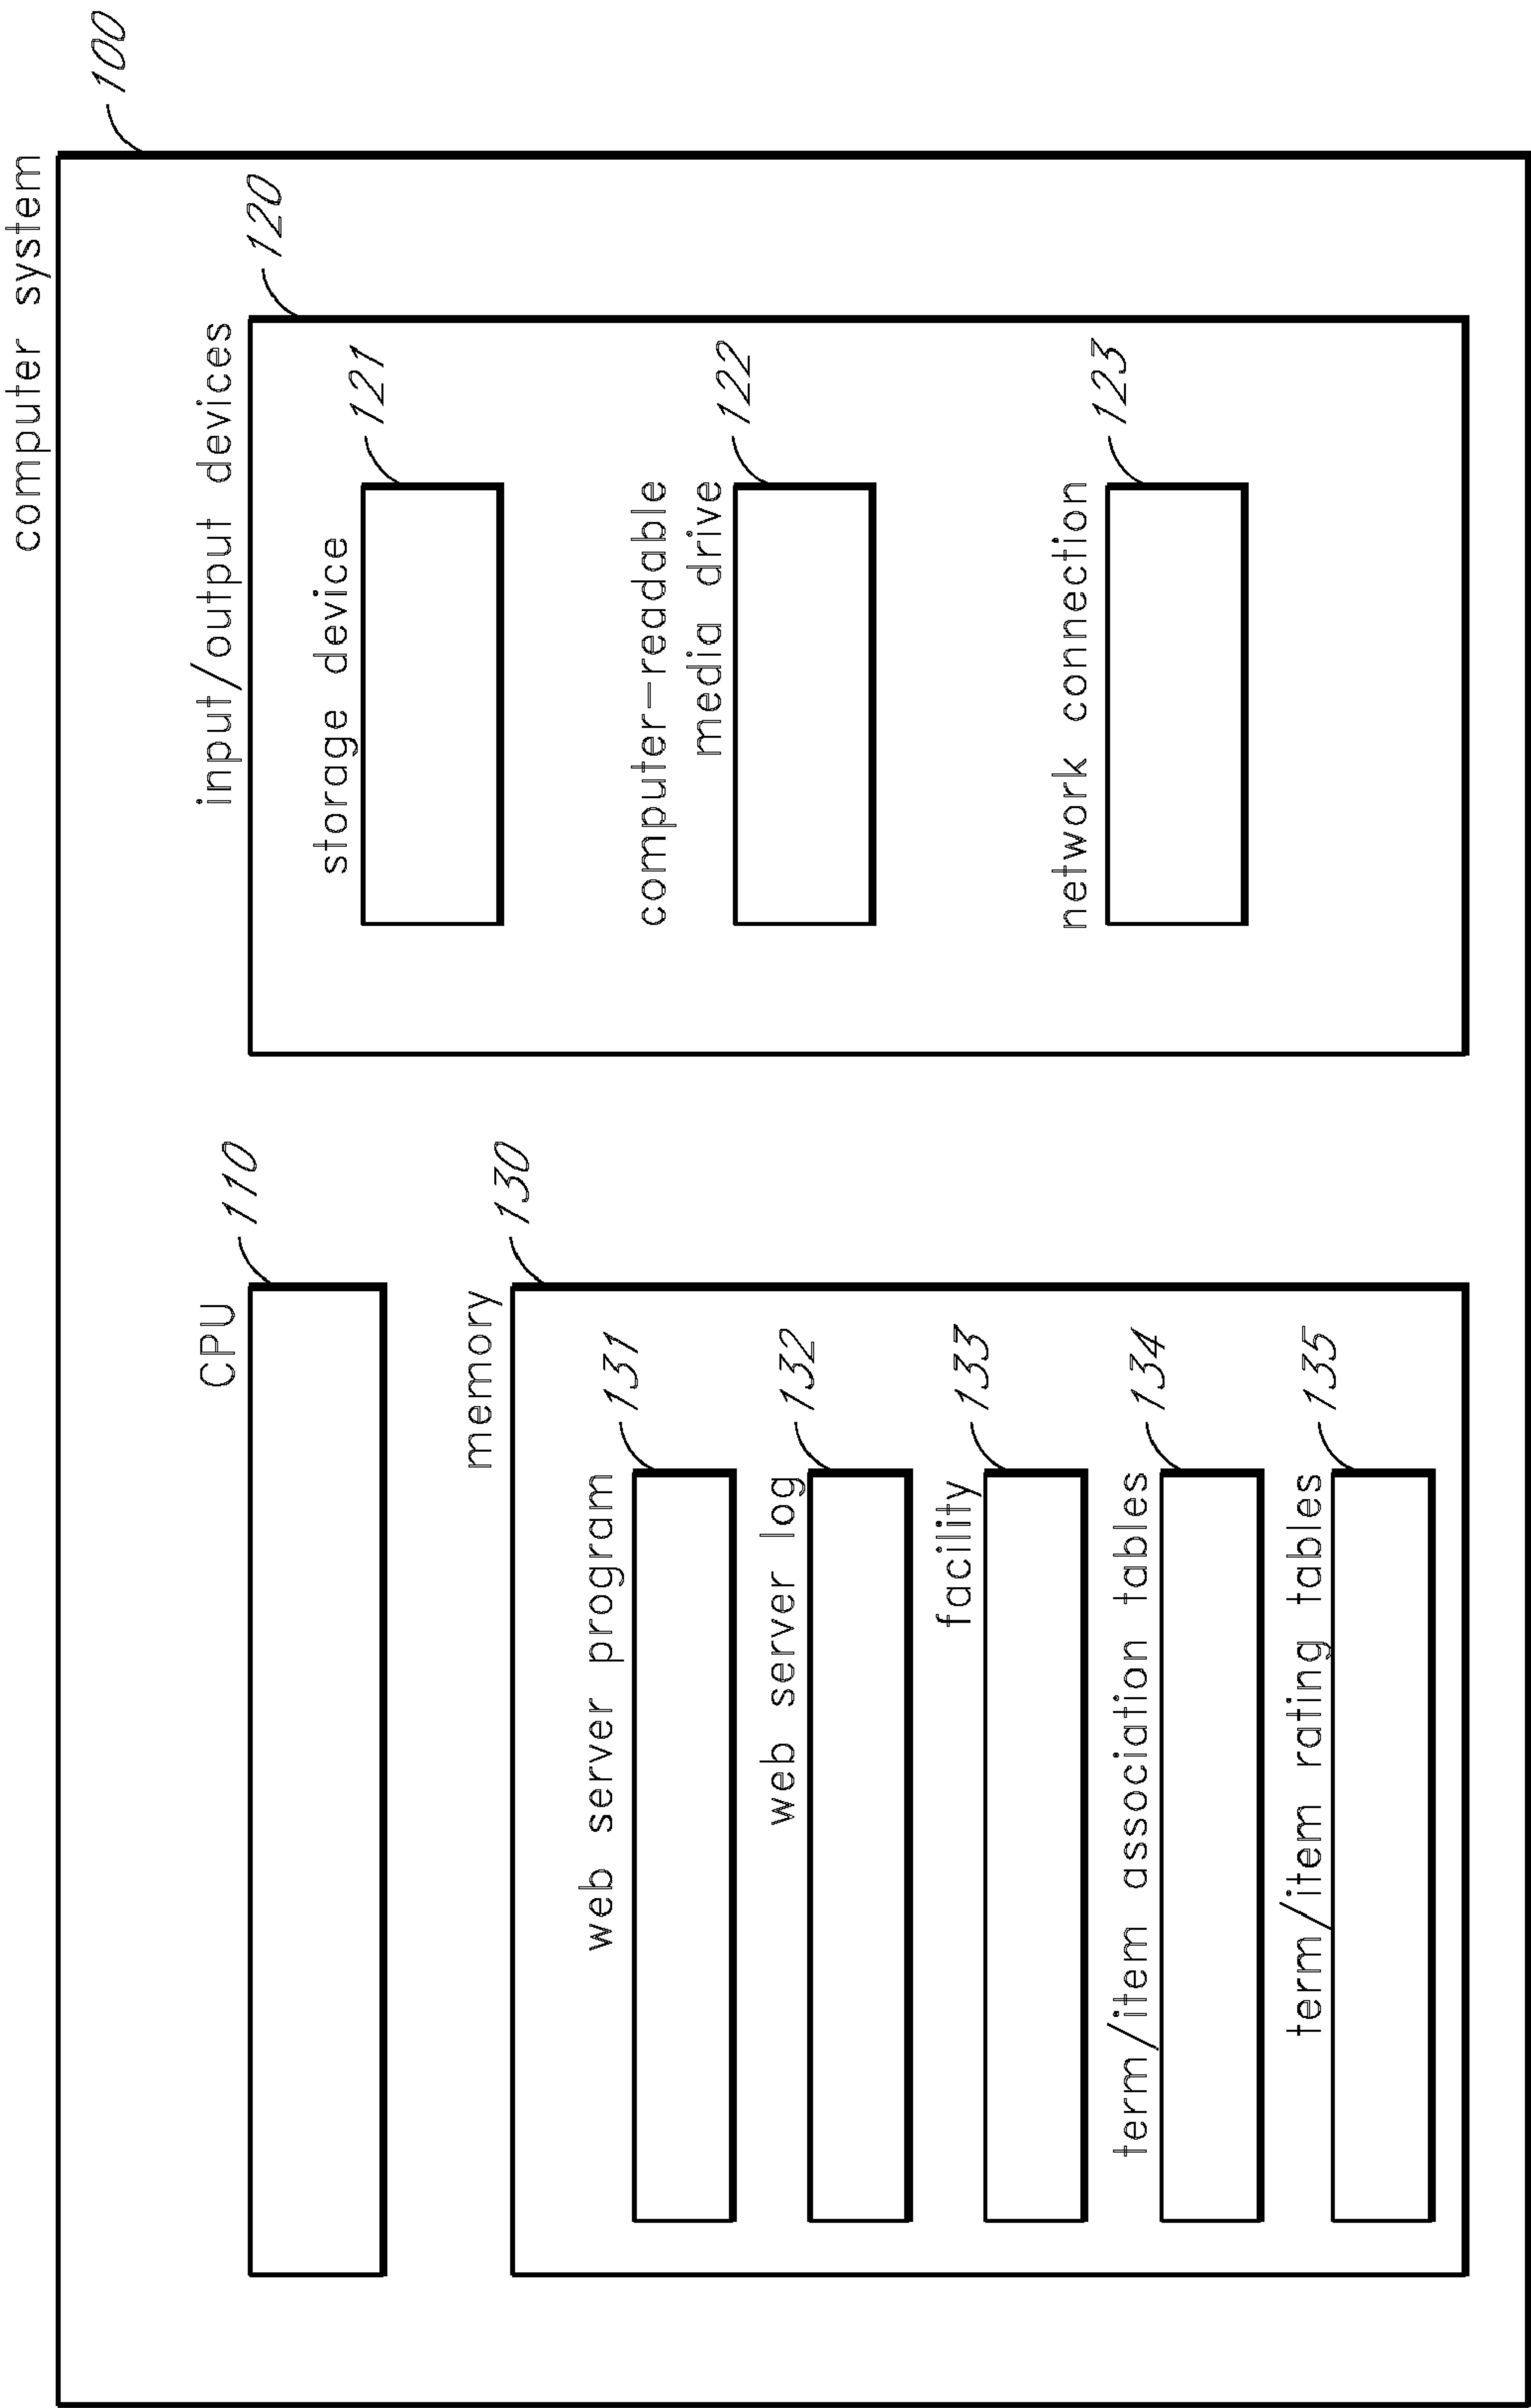 computer system
100
CPU
110
memory
130
web server program
131
web server log
132
facility
133
term/item association tables
134
term/item rating tables
135
input/output devices
120
storage device
121
computer-readable
media drive
122
network connection
123